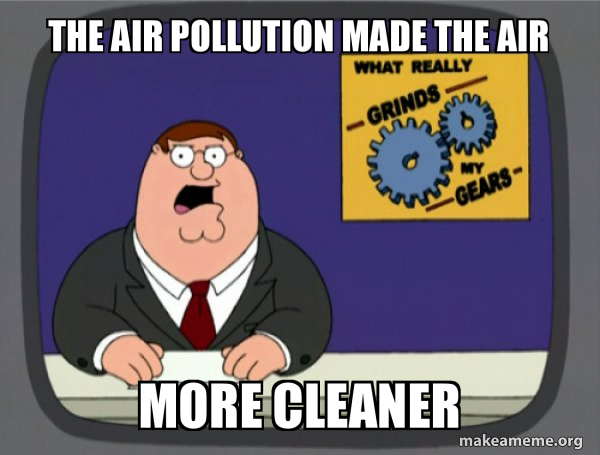 THE AIR POLLUTION MADE THE AIR
WHAT REALLY
GRINDS
MY
GEARS
MORE CLEANER
makeameme.org